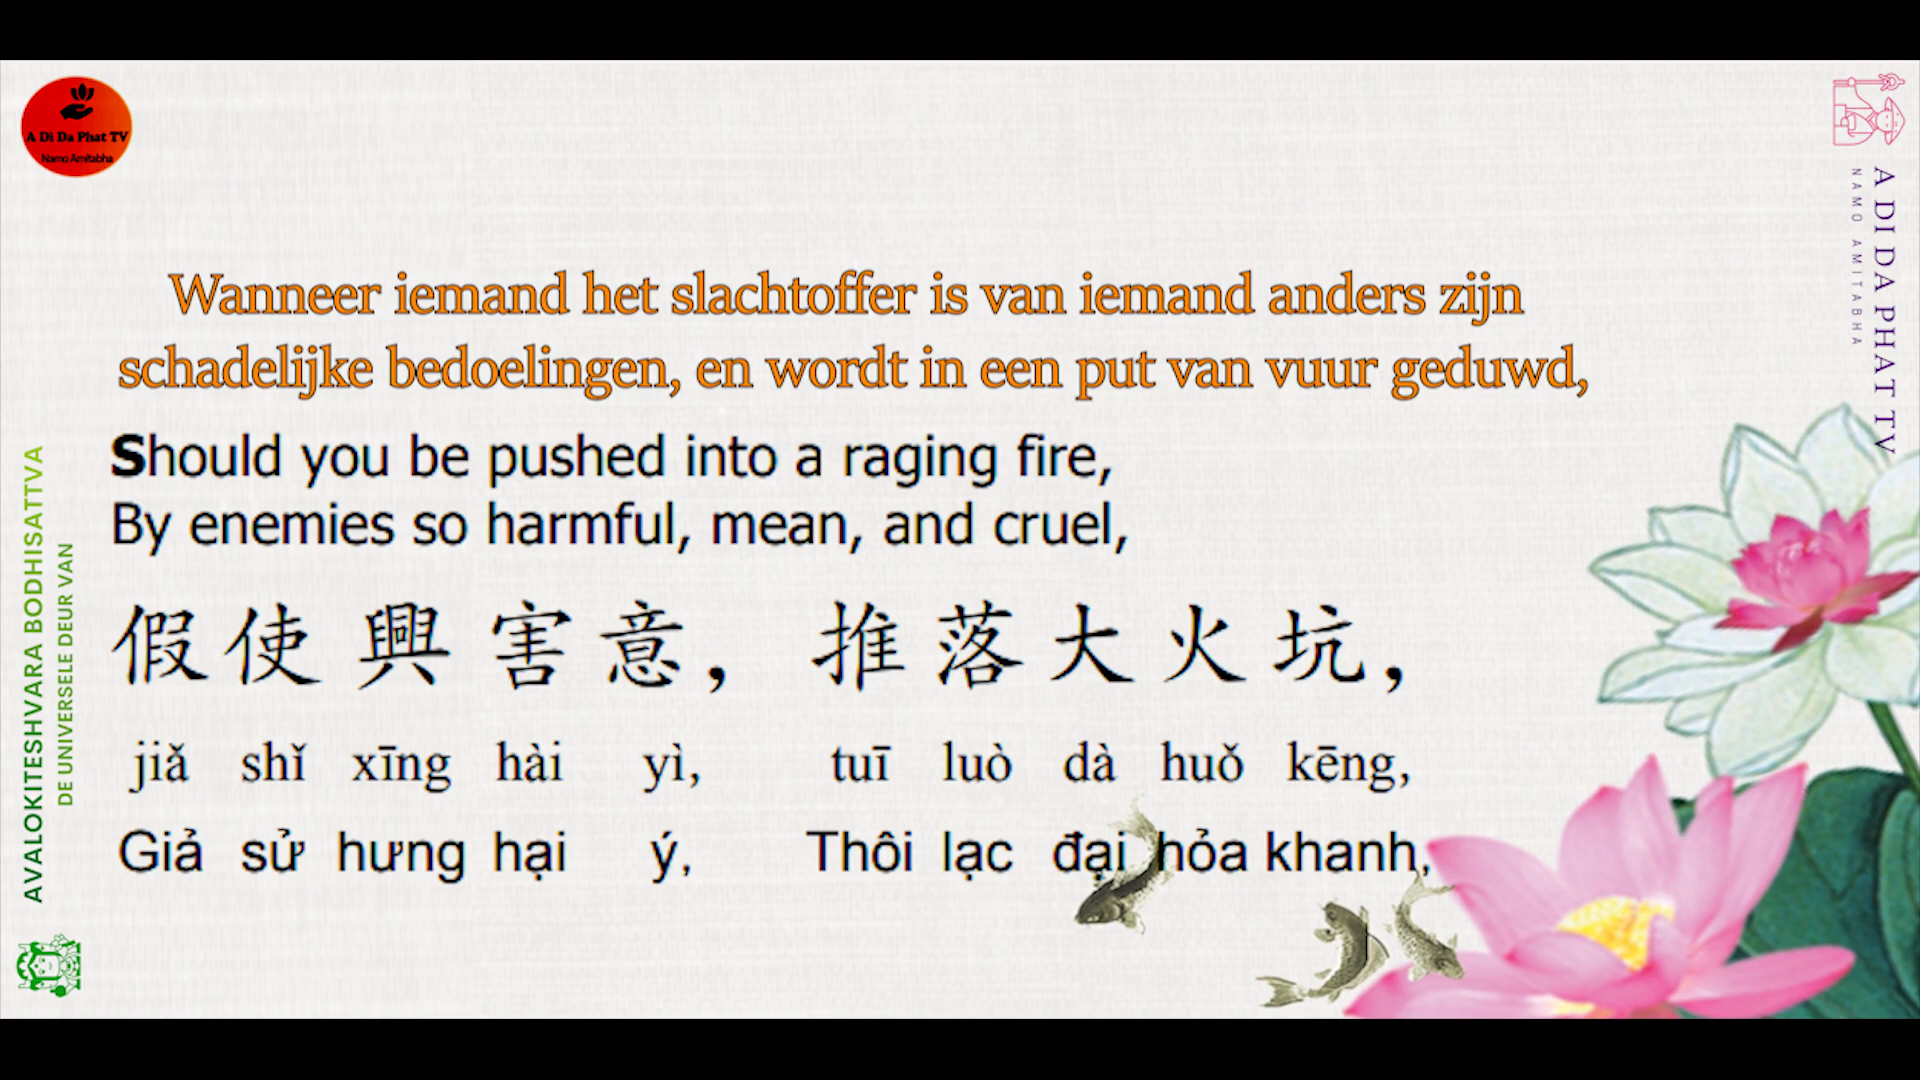 A Di Da Phat TV
Namo Amitabha
A DI DA PHAT TV
NAMO AMITABHA
Wanneer iemand het slachtoffer is van iemand anders zijn
schadelijke bedoelingen, en wordt in een put van vuur geduwd,
Should you be pushed into a raging fire,
By enemies so harmful, mean, and cruel,
假使興害意，推落大火坑，
jiǎ shǐ xīng hài yì, tuī luò dà huǒ kēng,
Giả sử hưng hại ý, Thôi lạc đại hỏa khanh,
AVALOKITESHVARA BODHISATTVA
DE UNIVERSELE DEUR VAN